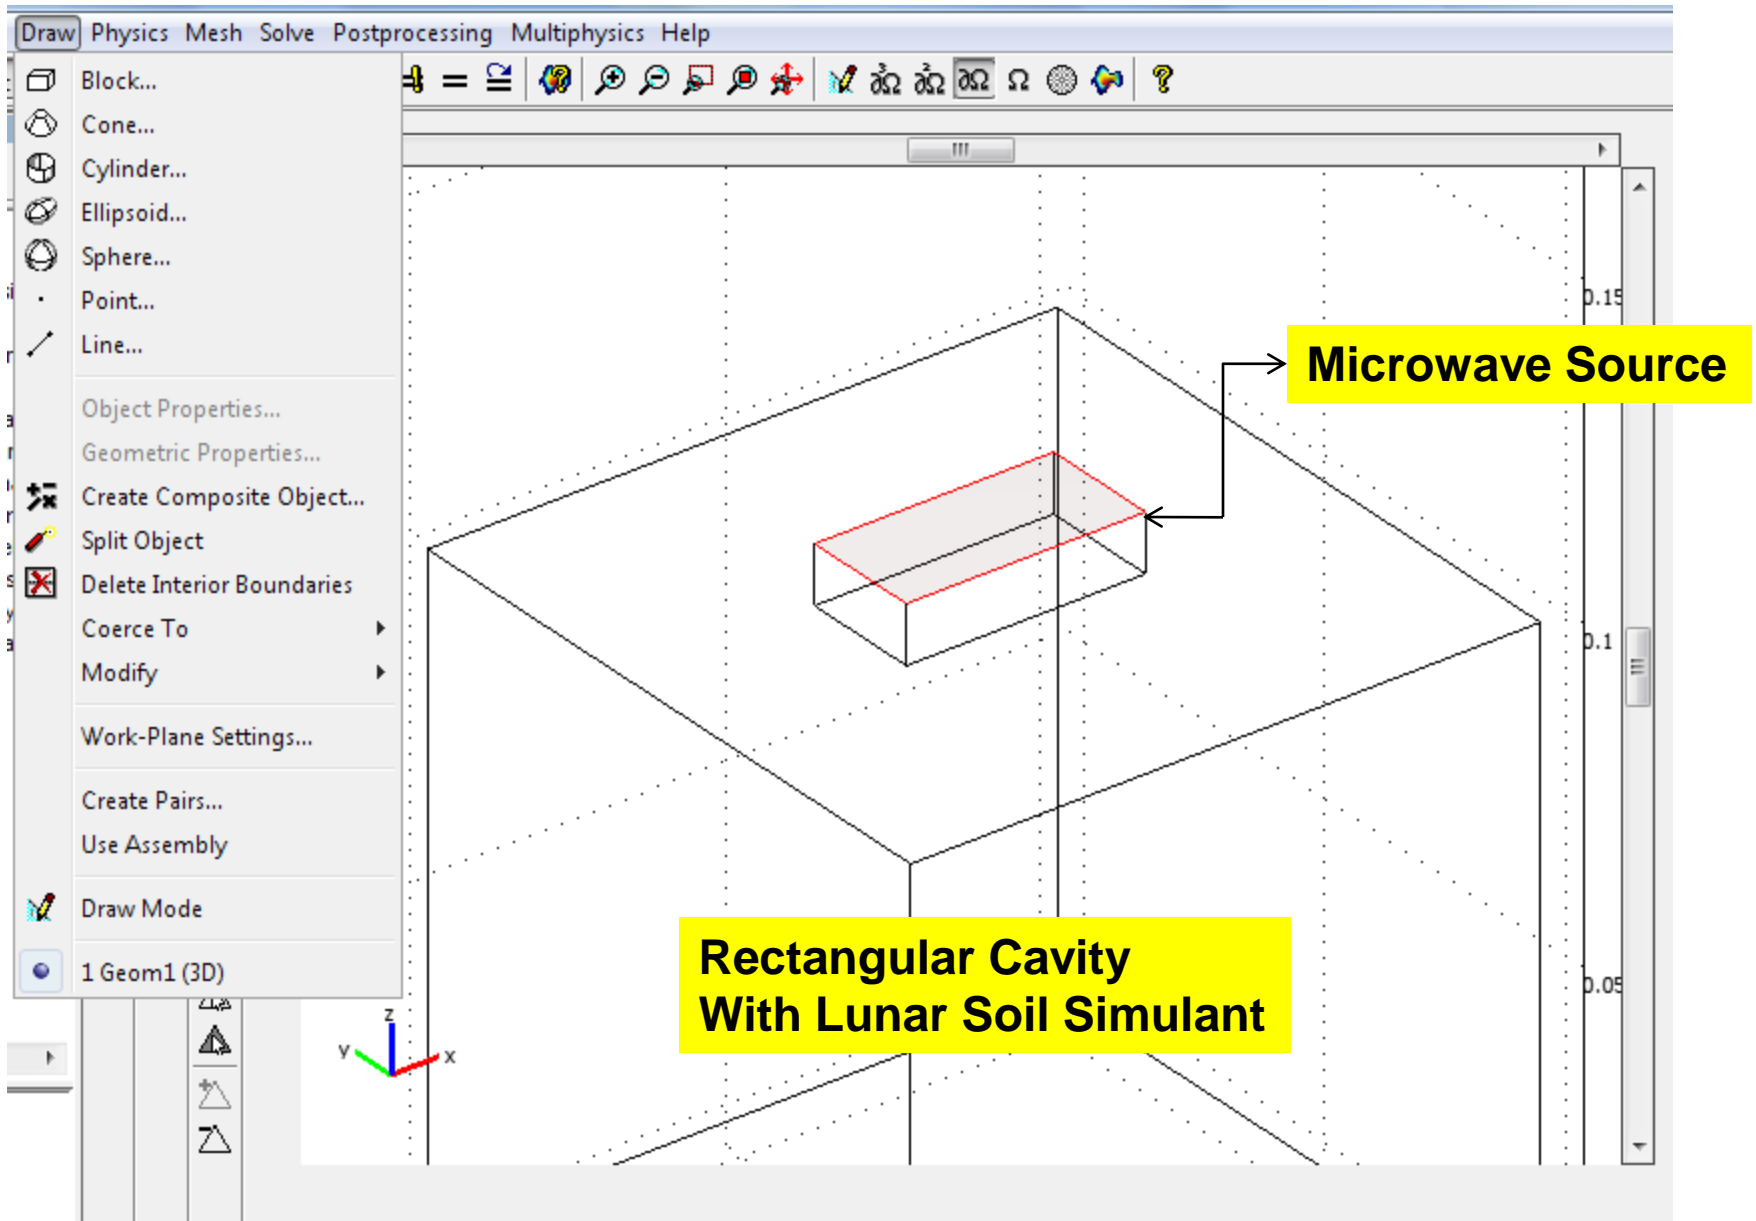 Draw Physics Mesh Solve Postprocessing Multiphysics Help
Block...
Cone...
Cylinder...
Ellipsoid...
Sphere...
Point...
Line...
Object Properties...
Geometric Properties...
Create Composite Object...
Split Object
Delete Interior Boundaries
Coerce To
Modify
Work-Plane Settings...
Create Pairs...
Use Assembly
Draw Mode
1 Geom1 (3D)
∂Ω
Ω
0.15
Microwave Source
0.1
Rectangular Cavity
With Lunar Soil Simulant
0.05
z
y
x